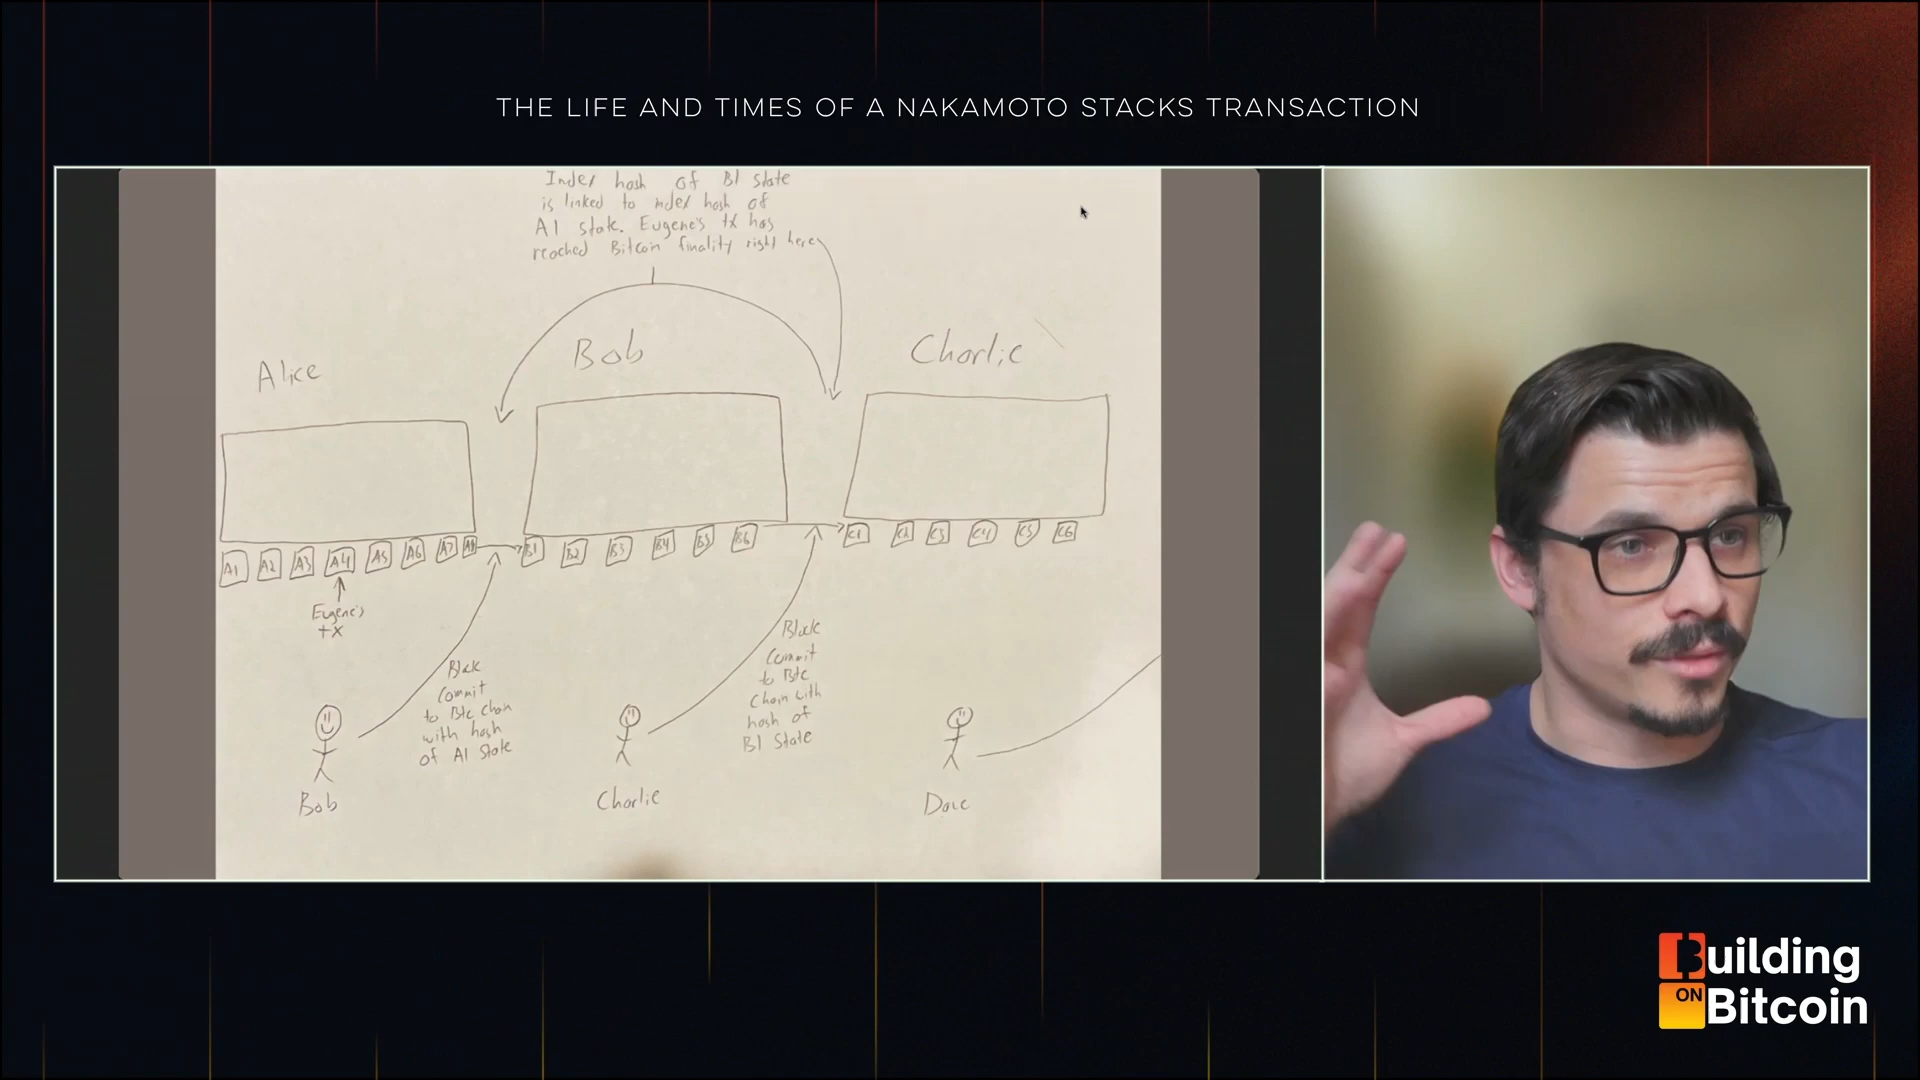 THE LIFE AND TIMES OF A NAKAMOTO STACKS TRANSACTION
Index hash of B1 state
is linked to index hash of
A1 state. Eugene's tx has
reached Bitcoin finality right here
Alice
Bob
Charlie
A1 A2 A3 A4 A5 A6 A7 A8
B1 B2 B3 B4 B5 B6
C1 C2 C3 C4 C5 C6
Eugene's
tx
Block
Commit
to Btc Chain
with hash
of A1 State
Block
Commit
to Btc
Chain with
hash of
B1 State
Bob
Charlie
Dave
Building
ON
Bitcoin